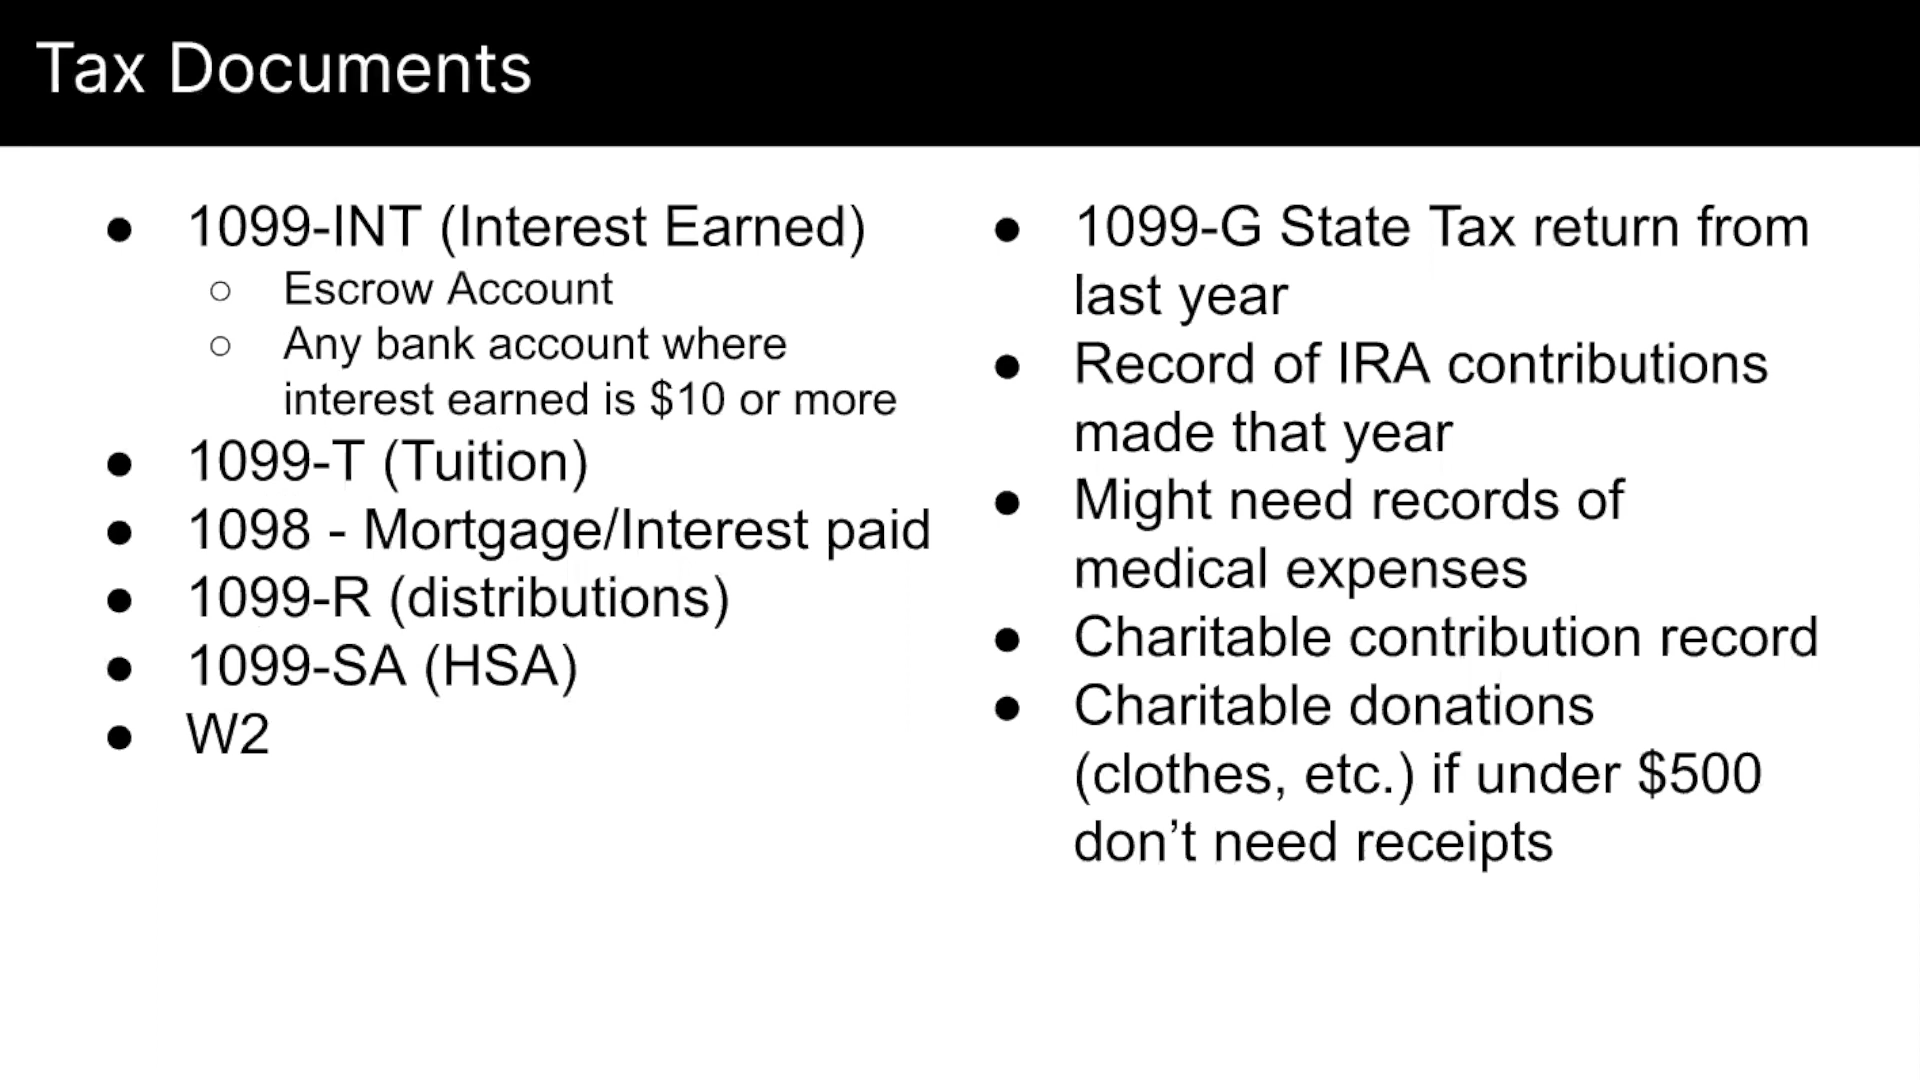 Tax Documents
● 1099-INT (Interest Earned)
○ Escrow Account
○ Any bank account where
interest earned is $10 or more
● 1099-T (Tuition)
● 1098 - Mortgage/Interest paid
● 1099-R (distributions)
● 1099-SA (HSA)
● W2
● 1099-G State Tax return from
last year
● Record of IRA contributions
made that year
● Might need records of
medical expenses
● Charitable contribution record
● Charitable donations
(clothes, etc.) if under $500
don’t need receipts